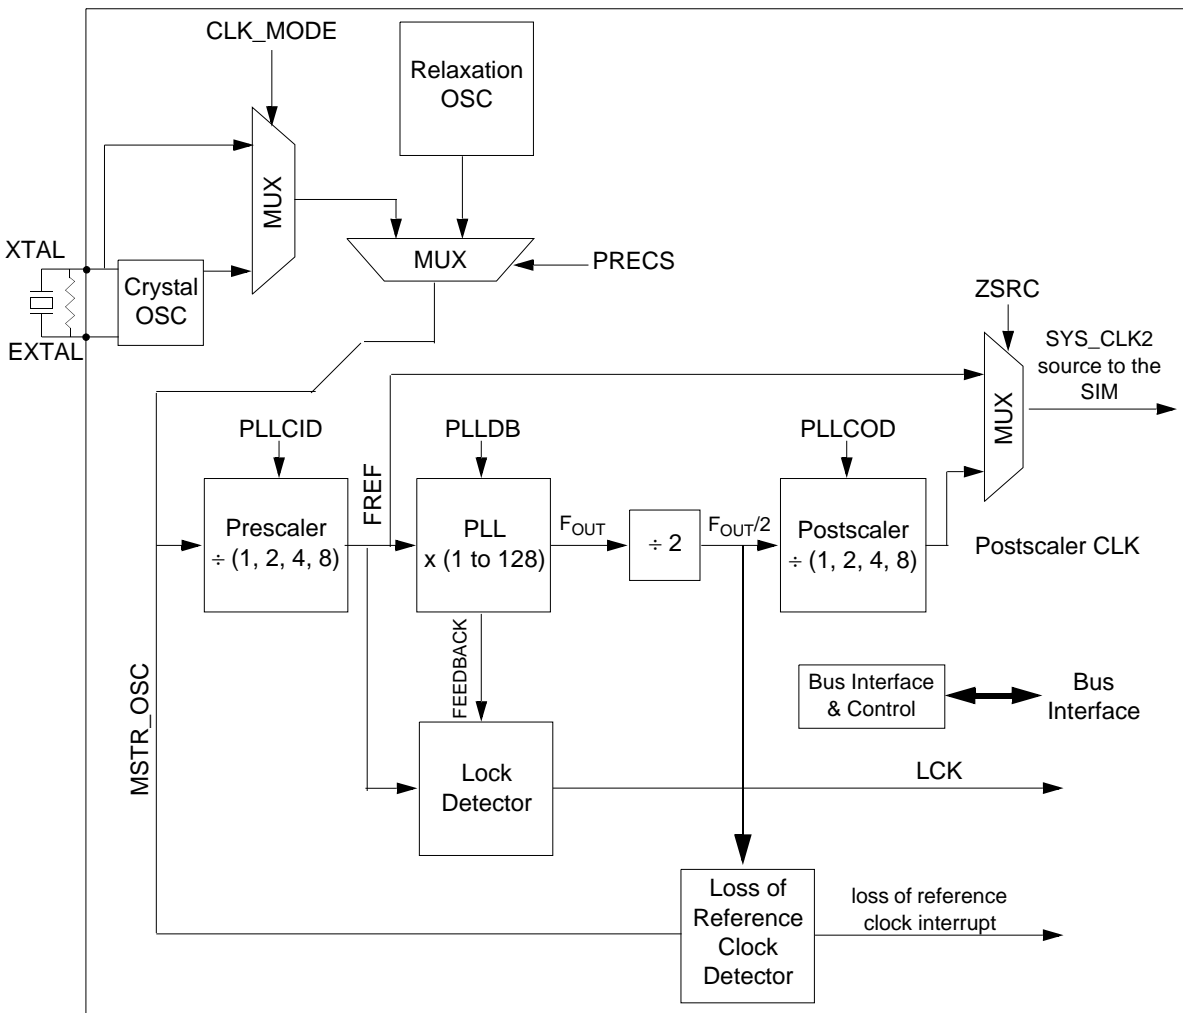 CLK_MODE
Relaxation
OSC
MUX
XTAL
Crystal
OSC
EXTAL
MUX
PRECS
ZSRC
SYS_CLK2
source to the
SIM
MUX
PLLCID
PLLDB
PLLCOD
FREF
Prescaler
÷ (1, 2, 4, 8)
PLL
x (1 to 128)
FOUT
÷ 2
FOUT/2
Postscaler
÷ (1, 2, 4, 8)
Postscaler CLK
FEEDBACK
MSTR_OSC
Bus Interface
& Control
Bus
Interface
Lock
Detector
LCK
Loss of
Reference
Clock
Detector
loss of reference
clock interrupt